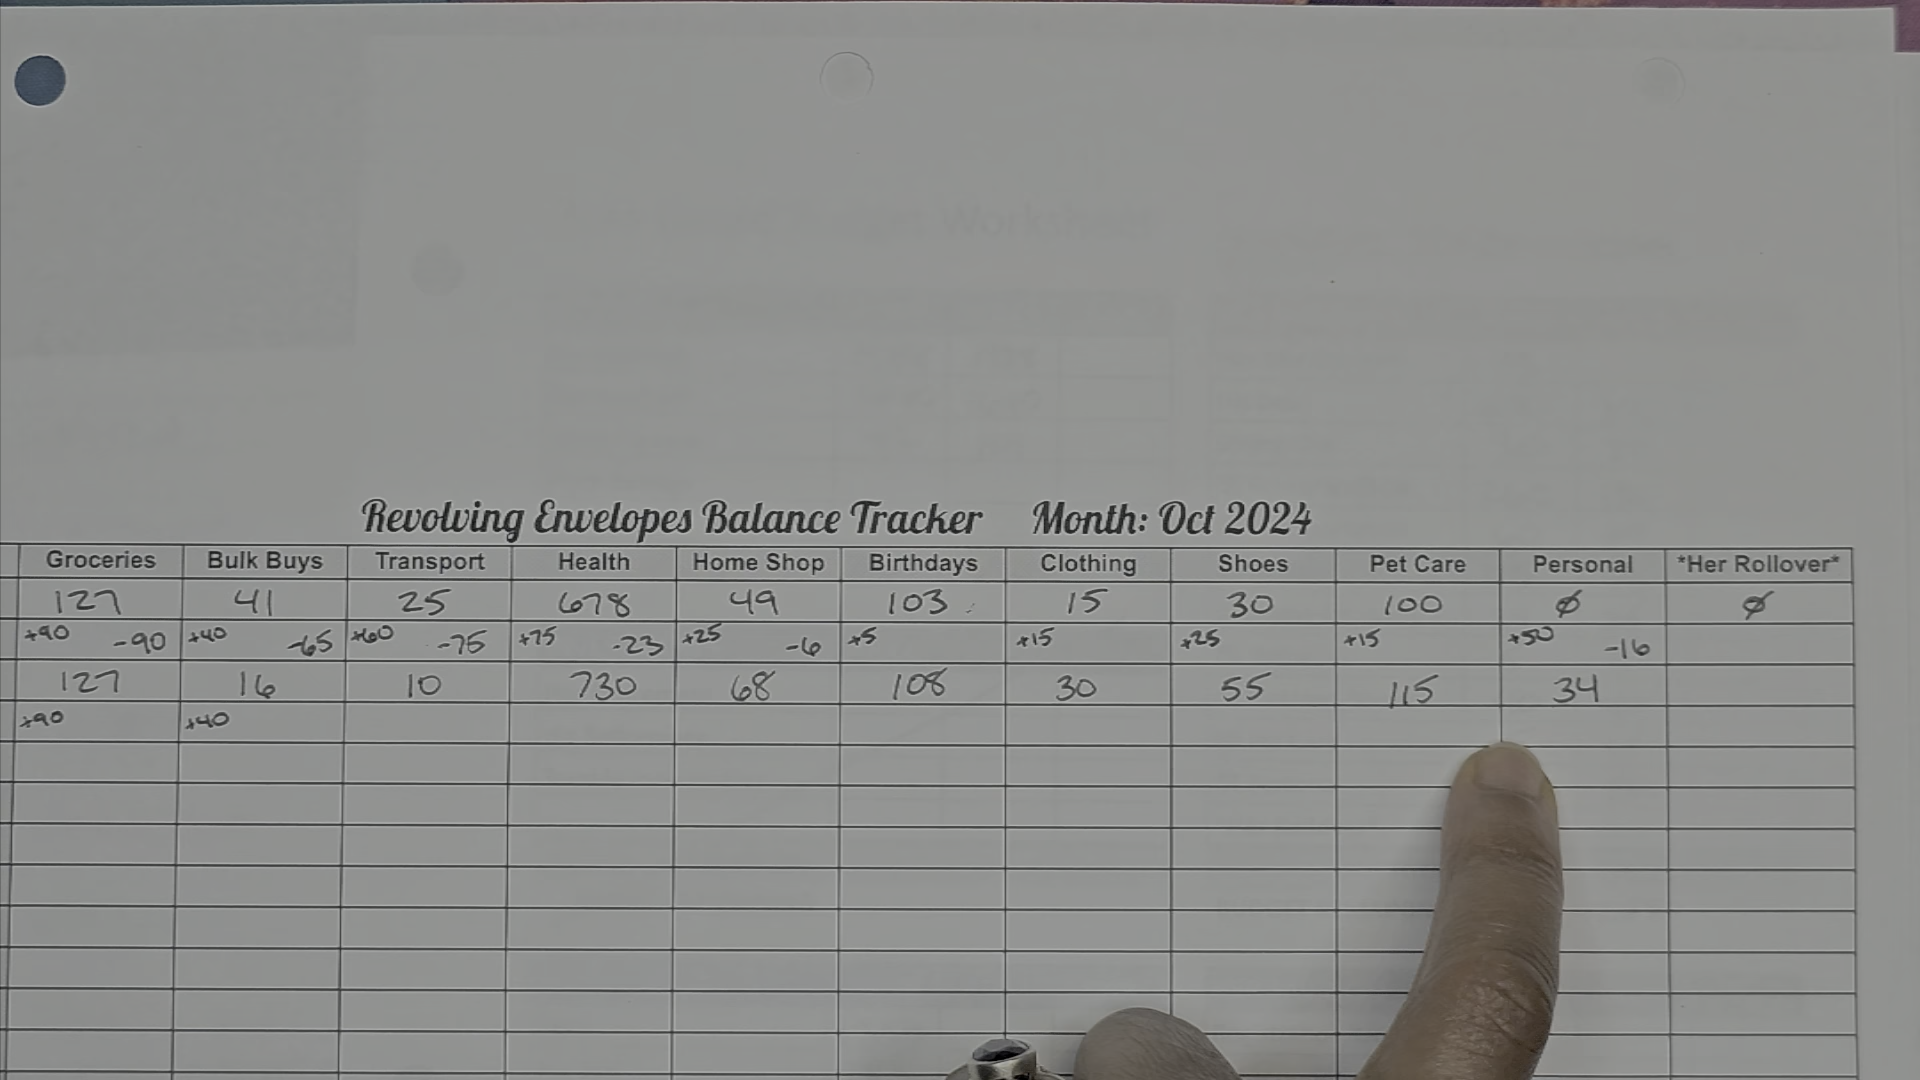 Revolving Envelopes Balance Tracker Month: Oct 2024
Groceries Bulk Buys Transport Health Home Shop Birthdays Clothing Shoes Pet Care Personal *Her Rollover*
127 41 25 678 49 103 15 30 100 ∅ ∅
+90 -90 +40 -65 +60 -75 +75 -23 +25 -6 +5 +15 +25 +15 +50 -16
127 16 10 730 68 108 30 55 115 34
+90 +40